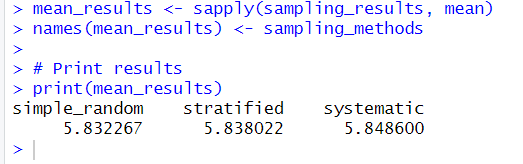 > mean_results <- sapply(sampling_results, mean)
> names(mean_results) <- sampling_methods
>
> # Print results
> print(mean_results)
simple_random    stratified    systematic
     5.832267      5.838022      5.848600
>